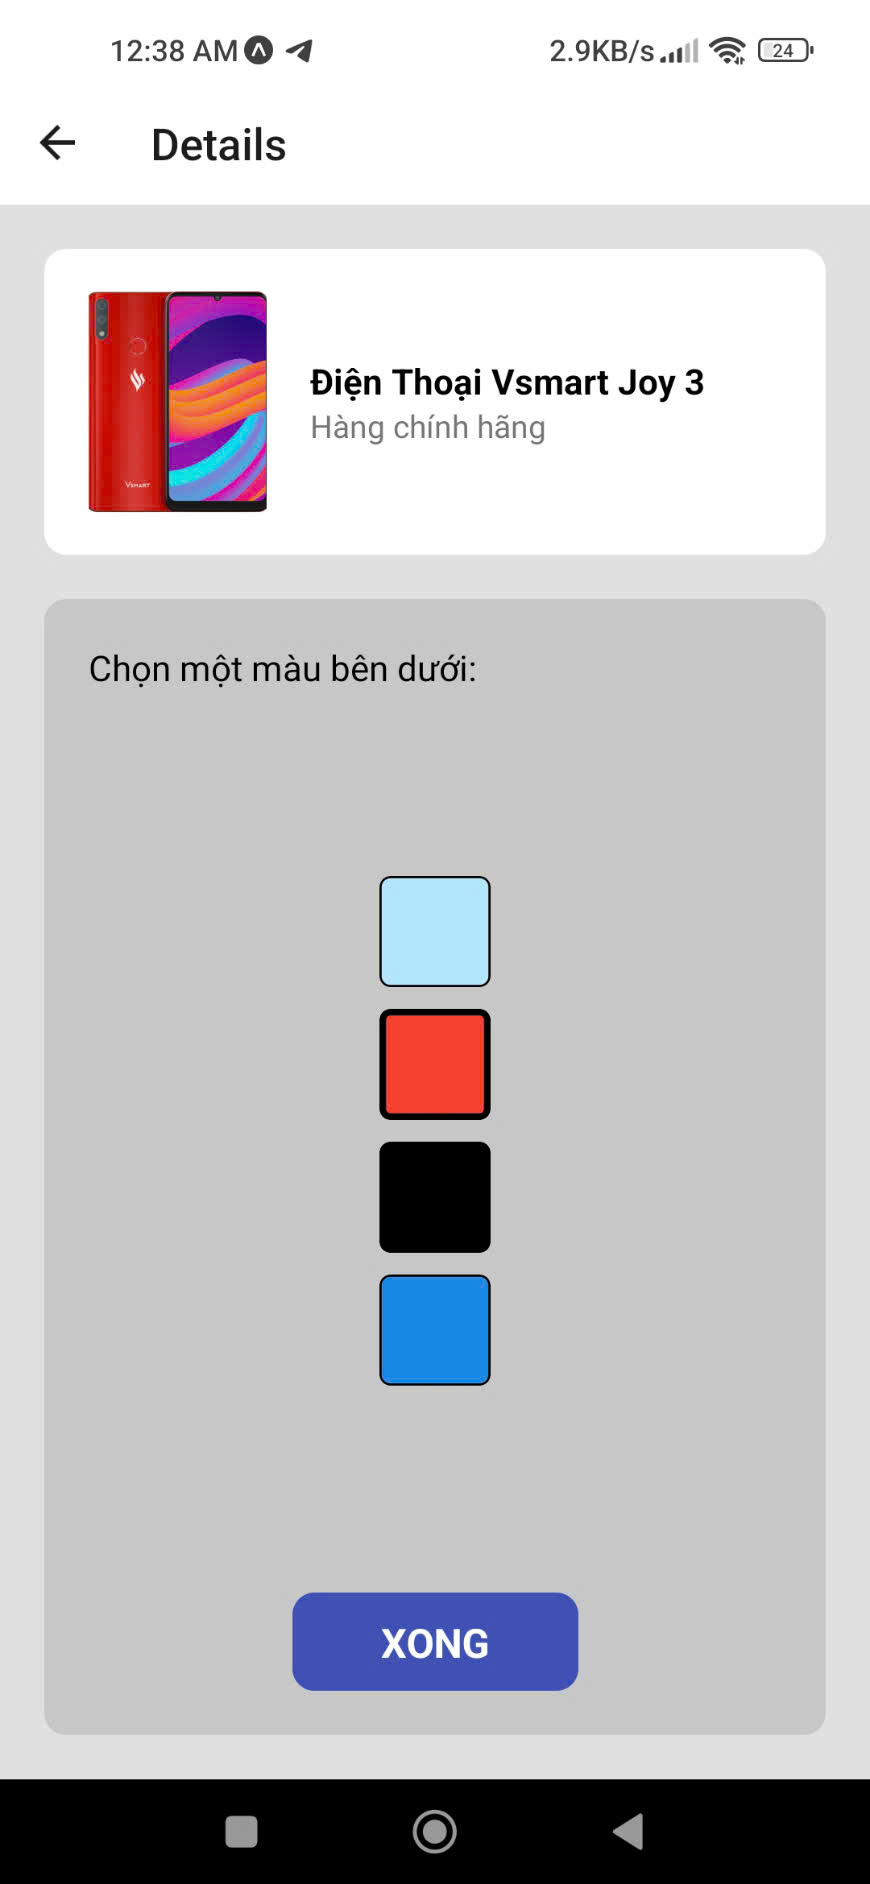 12:38 AM 2.9KB/s 24
Details
Điện Thoại Vsmart Joy 3
Hàng chính hãng
VSMART
Chọn một màu bên dưới:
XONG